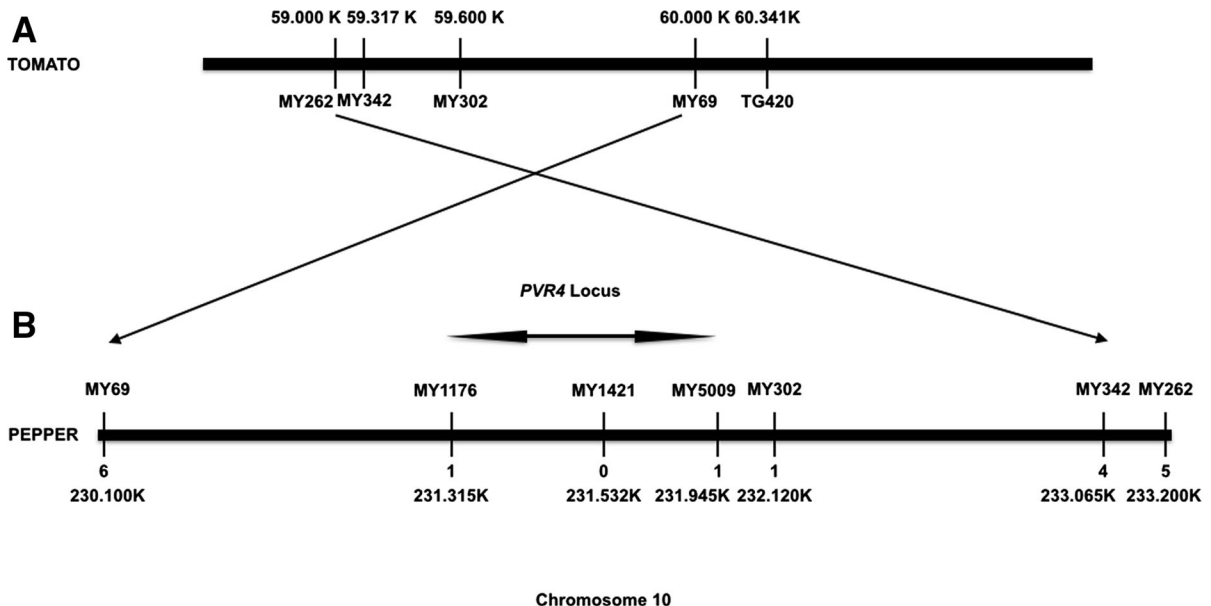 A
59.000 K 59.317 K 59.600 K 60.000 K 60.341K
TOMATO
MY262 MY342 MY302 MY69 TG420
PVR4 Locus
B
MY69 MY1176 MY1421 MY5009 MY302 MY342 MY262
PEPPER
6 1 0 1 1 4 5
230.100K 231.315K 231.532K 231.945K 232.120K 233.065K 233.200K
Chromosome 10